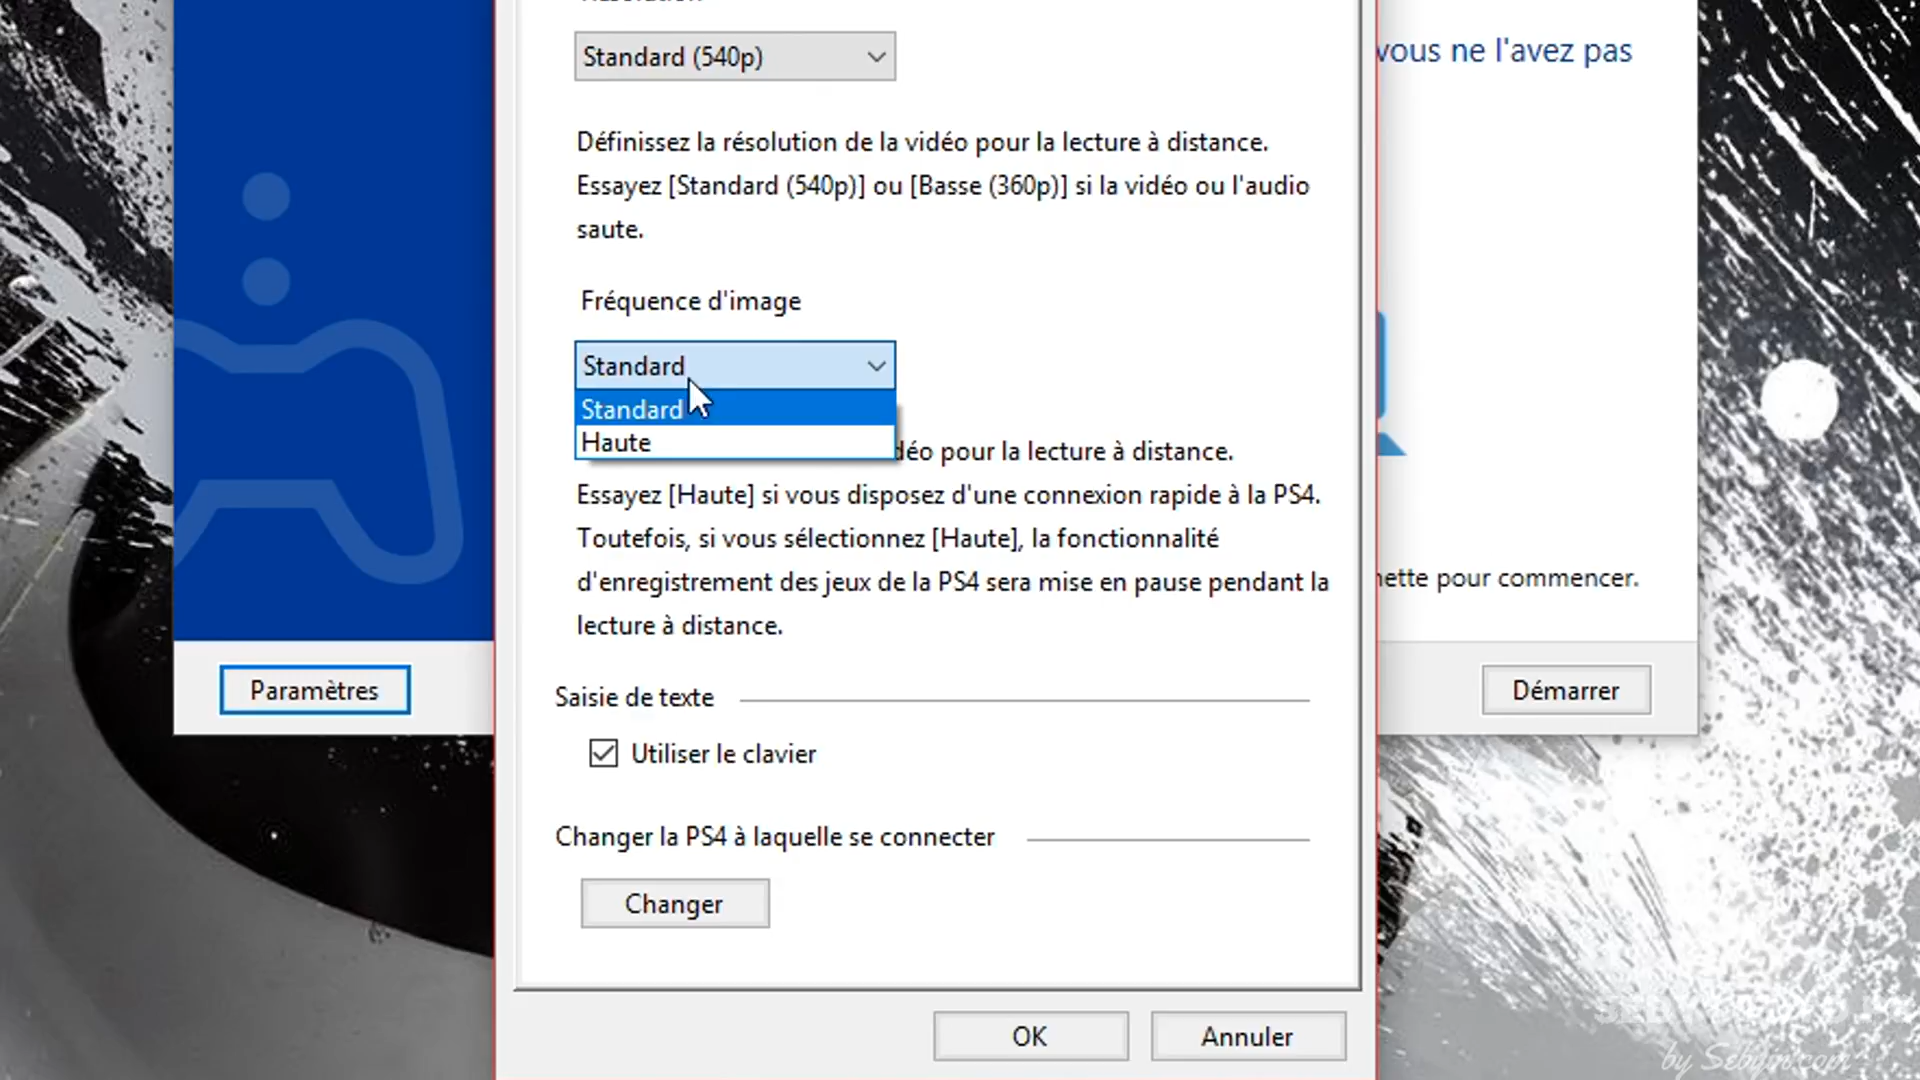 Standard (540p)
vous ne l'avez pas
Définissez la résolution de la vidéo pour la lecture à distance.
Essayez [Standard (540p)] ou [Basse (360p)] si la vidéo ou l'audio
saute.
Fréquence d'image
Standard
Standard
Haute
déo pour la lecture à distance.
Essayez [Haute] si vous disposez d'une connexion rapide à la PS4.
Toutefois, si vous sélectionnez [Haute], la fonctionnalité
d'enregistrement des jeux de la PS4 sera mise en pause pendant la
lecture à distance.
nette pour commencer.
Paramètres
Démarrer
Saisie de texte
Utiliser le clavier
Changer la PS4 à laquelle se connecter
Changer
OK
Annuler